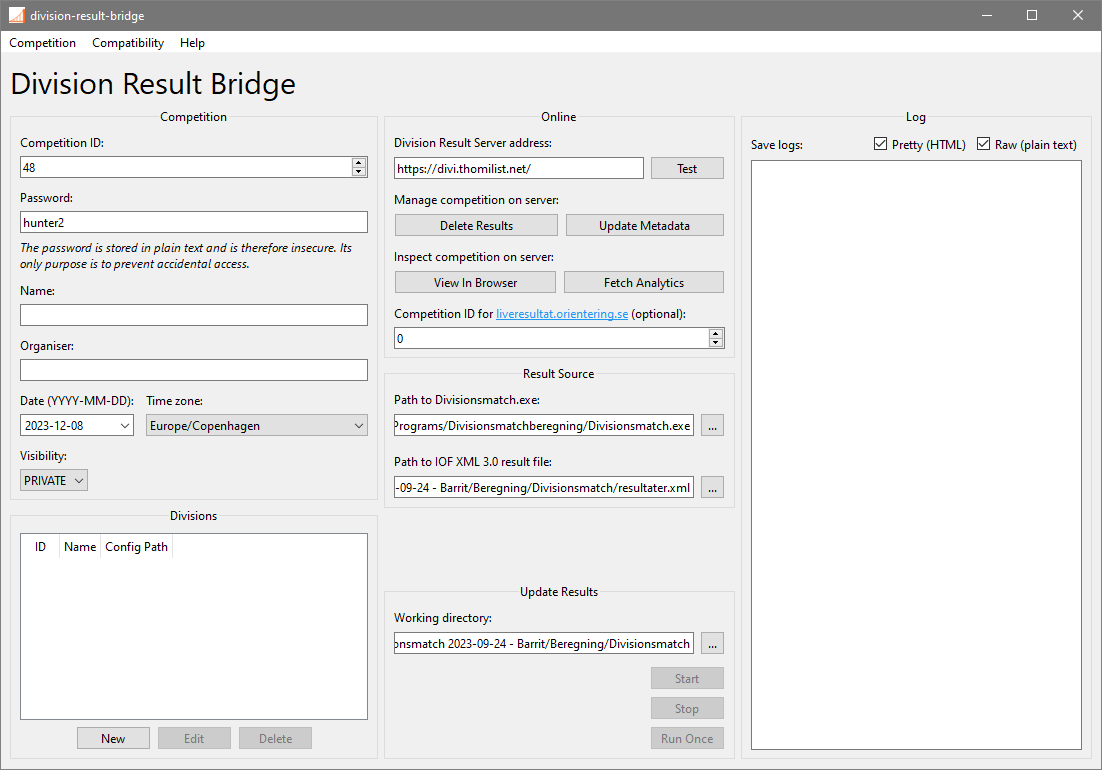 division-result-bridge
Competition Compatibility Help
Division Result Bridge
Competition
Competition ID:
48
Password:
hunter2
The password is stored in plain text and is therefore insecure. Its
only purpose is to prevent accidental access.
Name:
Organiser:
Date (YYYY-MM-DD): Time zone:
2023-12-08 Europe/Copenhagen
Visibility:
PRIVATE
Divisions
ID Name Config Path
New Edit Delete
Online
Division Result Server address:
https://divi.thomilist.net/ Test
Manage competition on server:
Delete Results Update Metadata
Inspect competition on server:
View In Browser Fetch Analytics
Competition ID for liveresultat.orientering.se (optional):
0
Result Source
Path to Divisionsmatch.exe:
Programs/Divisionsmatchberegning/Divisionsmatch.exe ...
Path to IOF XML 3.0 result file:
-09-24 - Barrit/Beregning/Divisionsmatch/resultater.xml ...
Update Results
Working directory:
onsmatch 2023-09-24 - Barrit/Beregning/Divisionsmatch ...
Start
Stop
Run Once
Log
Save logs: Pretty (HTML) Raw (plain text)